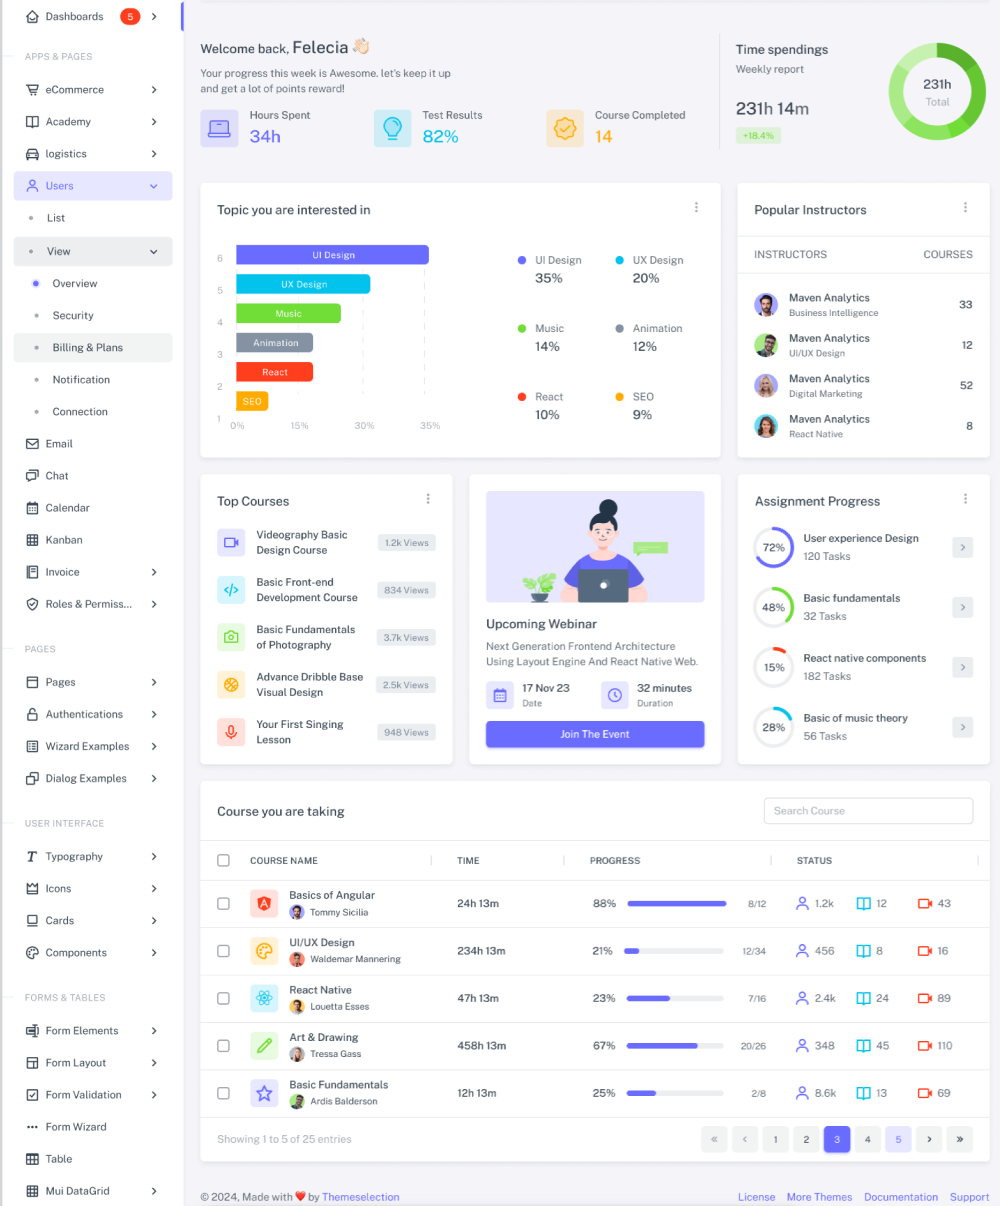 Dashboards 5
APPS & PAGES
eCommerce
Academy
logistics
Users
List
View
Overview
Security
Billing & Plans
Notification
Connection
Email
Chat
Calendar
Kanban
Invoice
Roles & Permiss...
PAGES
Pages
Authentications
Wizard Examples
Dialog Examples
USER INTERFACE
Typography
Icons
Cards
Components
FORMS & TABLES
Form Elements
Form Layout
Form Validation
Form Wizard
Table
Mui DataGrid
Welcome back, Felecia 👋🏻
Your progress this week is Awesome. let's keep it up
and get a lot of points reward!
Hours Spent
34h
Test Results
82%
Course Completed
14
Time spendings
Weekly report
231h 14m
+18.4%
231h
Total
Topic you are interested in
6
5
4
3
2
1
UI Design
UX Design
Music
Animation
React
SEO
0% 15% 30% 35%
UI Design
35%
UX Design
20%
Music
14%
Animation
12%
React
10%
SEO
9%
Popular Instructors
INSTRUCTORS COURSES
Maven Analytics
Business Intelligence
33
Maven Analytics
UI/UX Design
12
Maven Analytics
Digital Marketing
52
Maven Analytics
React Native
8
Top Courses
Videography Basic
Design Course
1.2k Views
Basic Front-end
Development Course
834 Views
Basic Fundamentals
of Photography
3.7k Views
Advance Dribble Base
Visual Design
2.5k Views
Your First Singing
Lesson
948 Views
Upcoming Webinar
Next Generation Frontend Architecture
Using Layout Engine And React Native Web.
17 Nov 23
Date
32 minutes
Duration
Join The Event
Assignment Progress
72%
User experience Design
120 Tasks
48%
Basic fundamentals
32 Tasks
15%
React native components
182 Tasks
28%
Basic of music theory
56 Tasks
Course you are taking
Search Course
COURSE NAME TIME PROGRESS STATUS
Basics of Angular
Tommy Sicilia
24h 13m 88% 8/12 1.2k 12 43
UI/UX Design
Waldemar Mannering
234h 13m 21% 12/34 456 8 16
React Native
Louetta Esses
47h 13m 23% 7/16 2.4k 24 89
Art & Drawing
Tressa Gass
458h 13m 67% 20/26 348 45 110
Basic Fundamentals
Ardis Balderson
12h 13m 25% 2/8 8.6k 13 69
Showing 1 to 5 of 25 entries
« ‹ 1 2 3 4 5 › »
© 2024, Made with ❤️ by Themeselection
License More Themes Documentation Support